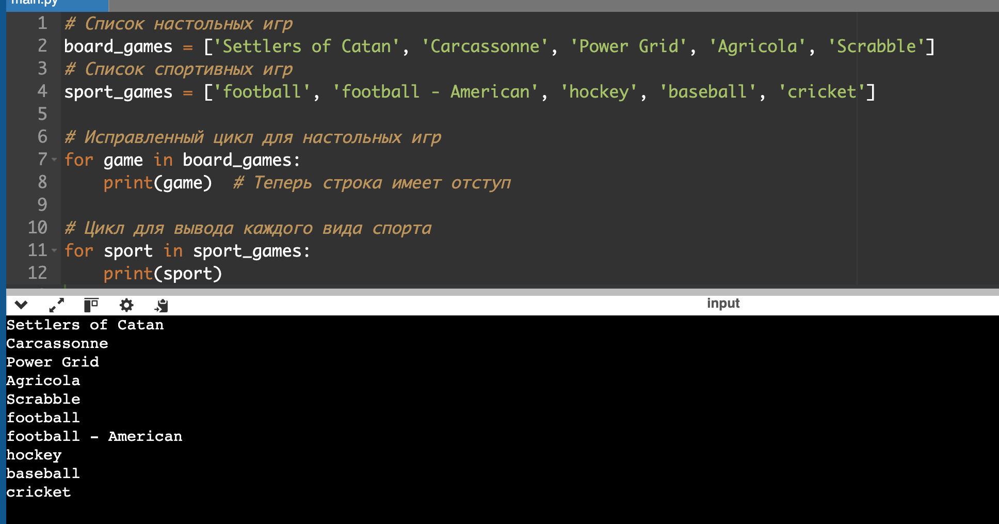 main.py
1 # Список настольных игр
2 board_games = ['Settlers of Catan', 'Carcassonne', 'Power Grid', 'Agricola', 'Scrabble']
3 # Список спортивных игр
4 sport_games = ['football', 'football - American', 'hockey', 'baseball', 'cricket']
5
6 # Исправленный цикл для настольных игр
7 for game in board_games:
8     print(game)  # Теперь строка имеет отступ
9
10 # Цикл для вывода каждого вида спорта
11 for sport in sport_games:
12     print(sport)
input
Settlers of Catan
Carcassonne
Power Grid
Agricola
Scrabble
football
football - American
hockey
baseball
cricket